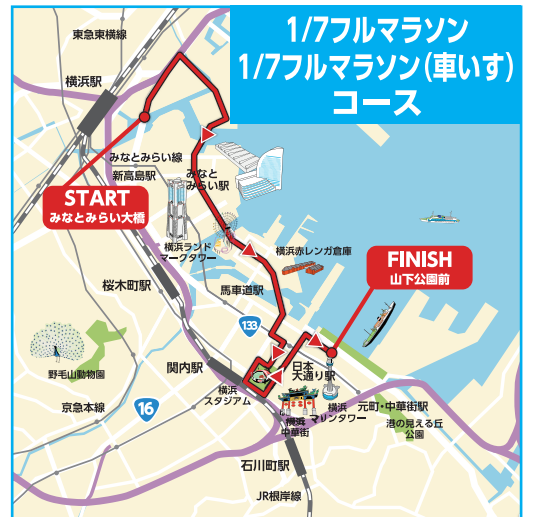 1/7フルマラソン
1/7フルマラソン(車いす)
コース
東急東横線
横浜駅
みなとみらい線
新高島駅
みなと
みらい駅
START
みなとみらい大橋
横浜ランド
マークタワー
横浜赤レンガ倉庫
FINISH
山下公園前
桜木町駅
馬車道駅
133
野毛山動物園
関内駅
日本
大通り駅
横浜
スタジアム
京急本線
16
横浜
中華街
横浜
マリンタワー
元町・中華街駅
港の見える丘
公園
石川町駅
JR根岸線